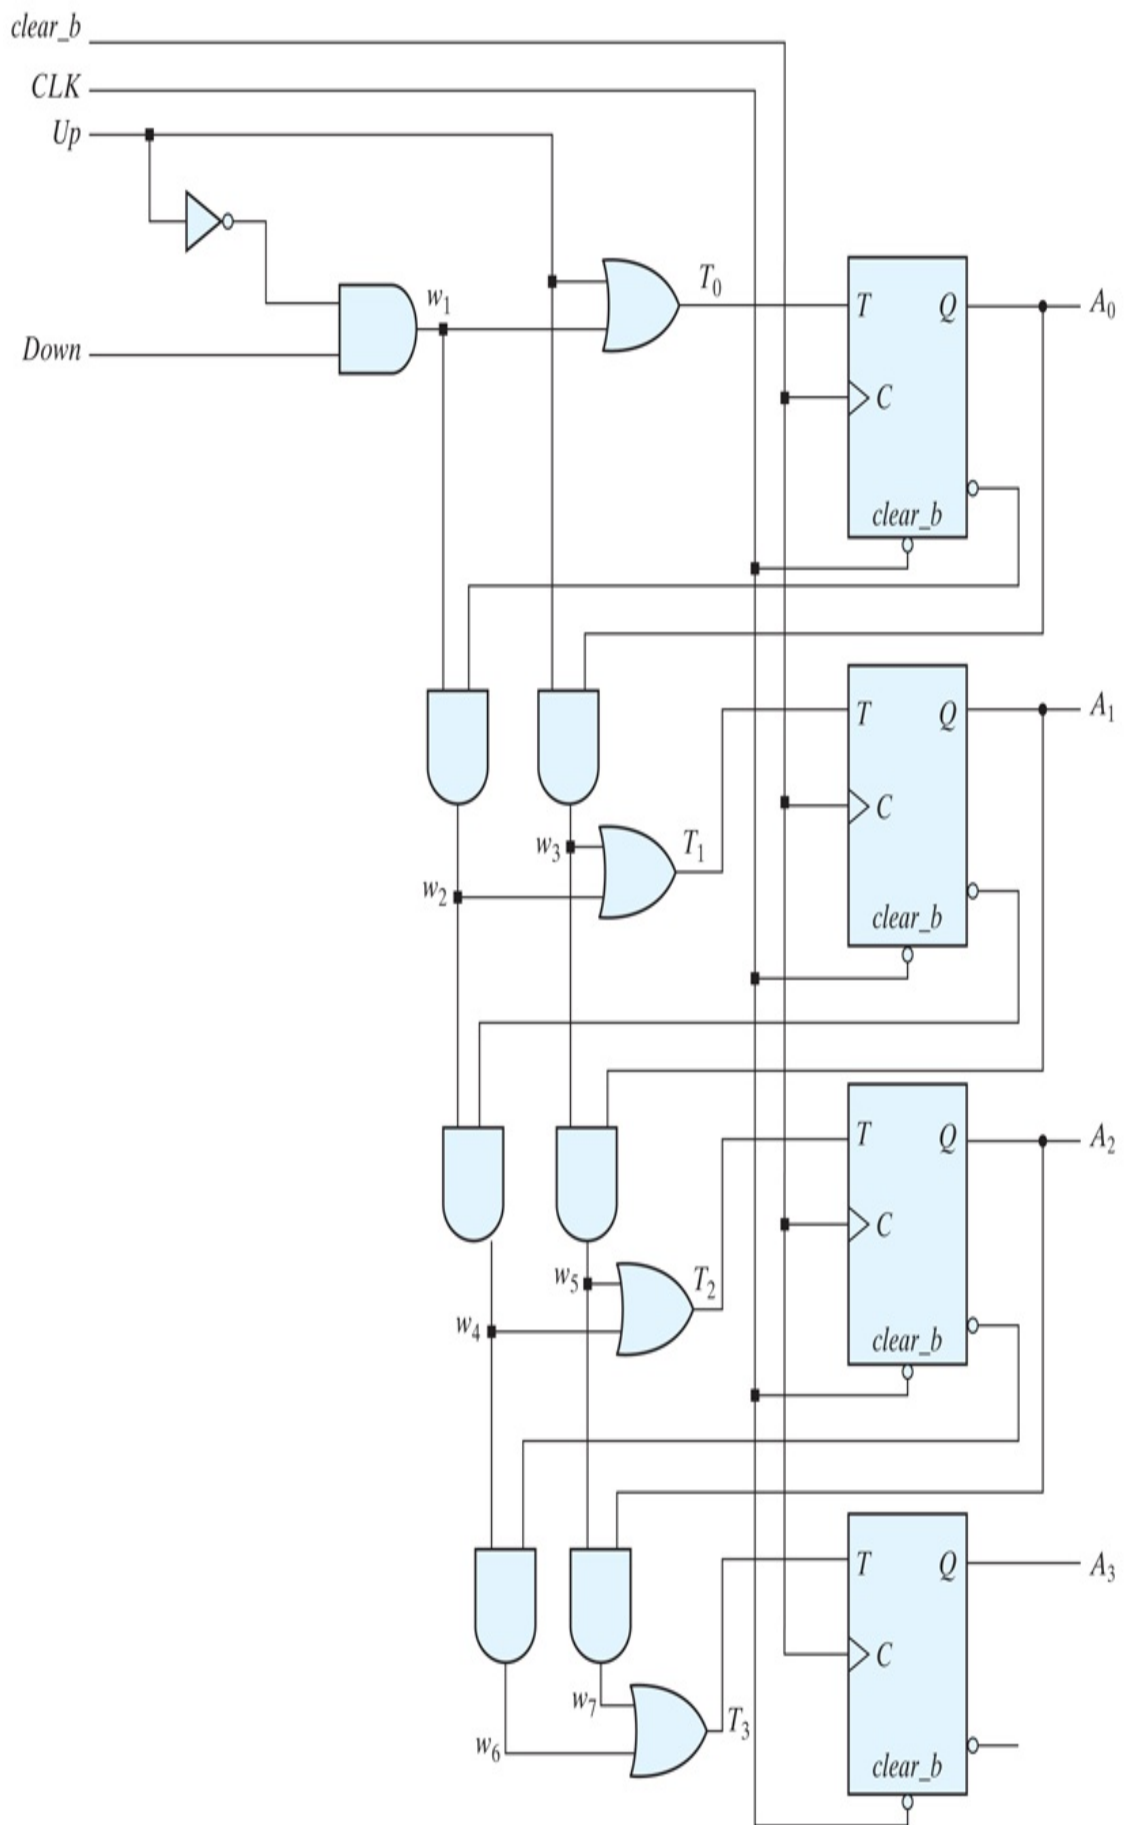 clear_b
CLK
Up
Down
w₁
T₀
T Q
A₀
C
clear_b
T Q
A₁
C
w₃
T₁
w₂
clear_b
T Q
A₂
C
w₅
T₂
w₄
clear_b
T Q
A₃
C
w₇
T₃
w₆
clear_b